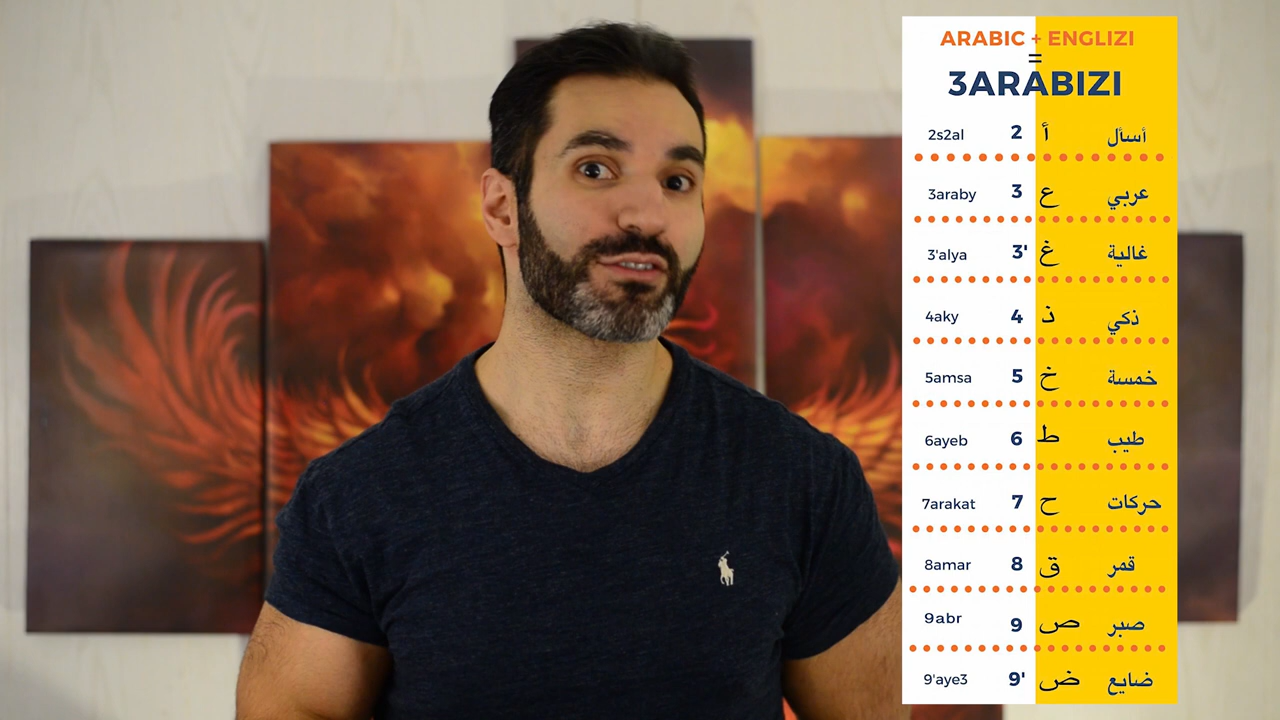 ARABIC + ENGLIZI
=
3ARABIZI
2s2al 2 أ أسأل
3araby 3 ع عربي
3'alya 3' غ غالية
4aky 4 ذ ذكي
5amsa 5 خ خمسة
6ayeb 6 ط طيب
7arakat 7 ح حركات
8amar 8 ق قمر
9abr 9 ص صبر
9'aye3 9' ض ضايع